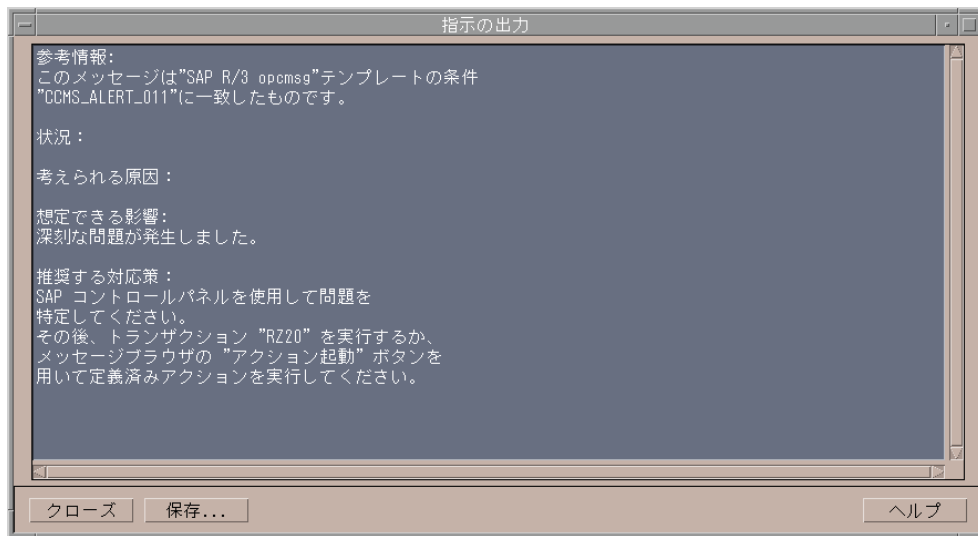 指示の出力
参考情報:
このメッセージは"SAP R/3 opcmsg"テンプレートの条件
"CCMS_ALERT_011"に一致したものです。
状況：
考えられる原因：
想定できる影響:
深刻な問題が発生しました。
推奨する対応策：
SAP コントロールパネルを使用して問題を
特定してください。
その後、トランザクション "RZ20" を実行するか、
メッセージブラウザの "アクション起動" ボタンを
用いて定義済みアクションを実行してください。
クローズ 保存... ヘルプ